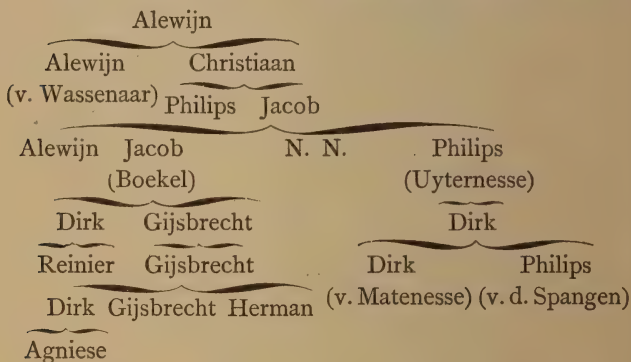 Alewijn
Alewijn Christiaan
(v. Wassenaar) Philips Jacob
Alewijn Jacob N. N. Philips
(Boekel) (Uyternesse)
Dirk Gijsbrecht Dirk
Reinier Gijsbrecht Dirk Philips
Dirk Gijsbrecht Herman (v. Matenesse) (v. d. Spangen)
Agniese